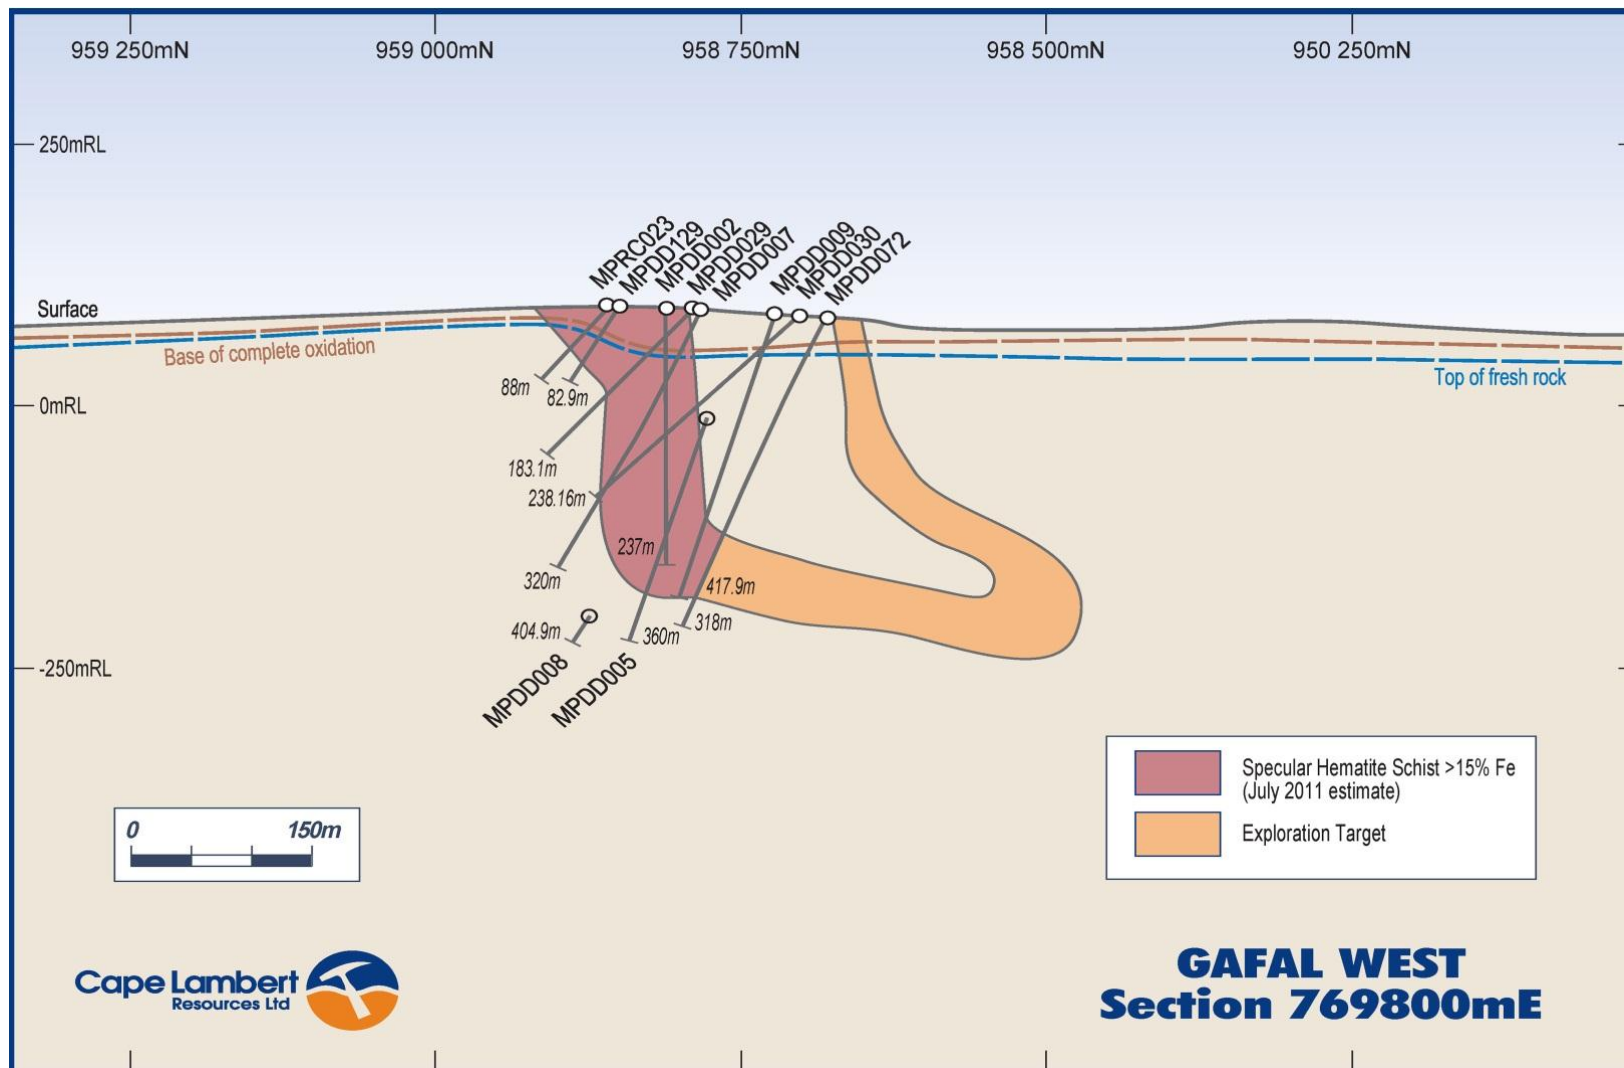 959 250mN
959 000mN
958 750mN
958 500mN
950 250mN
250mRL
MPRC023
MPDD129
MPDD002
MPDD029
MPDD007
MPDD009
MPDD030
MPDD072
Surface
Base of complete oxidation
Top of fresh rock
88m
82.9m
0mRL
183.1m
238.16m
237m
320m
417.9m
404.9m
360m
318m
-250mRL
MPDD008
MPDD005
Specular Hematite Schist >15% Fe
(July 2011 estimate)
Exploration Target
0
150m
Cape Lambert
Resources Ltd
GAFAL WEST
Section 769800mE